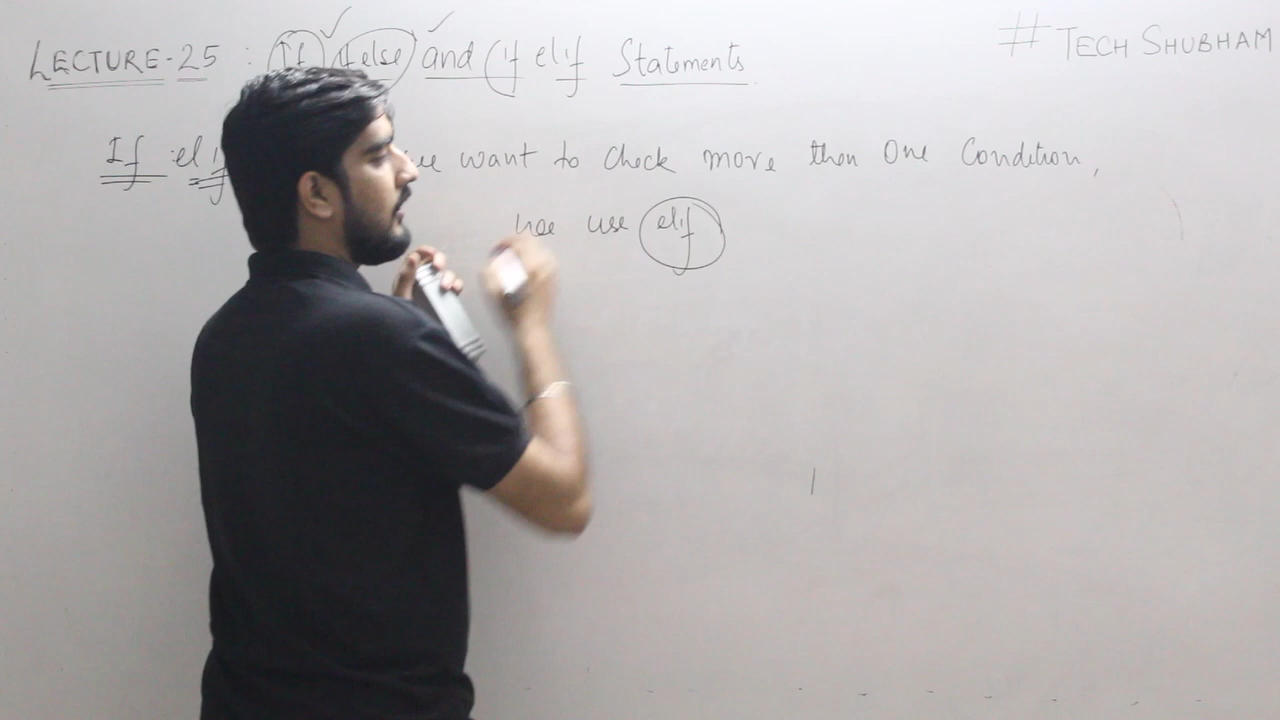 LECTURE-25 : If if else and if elif Statements
# TECH SHUBHAM
If elif we want to check more then One Condition,
use elif